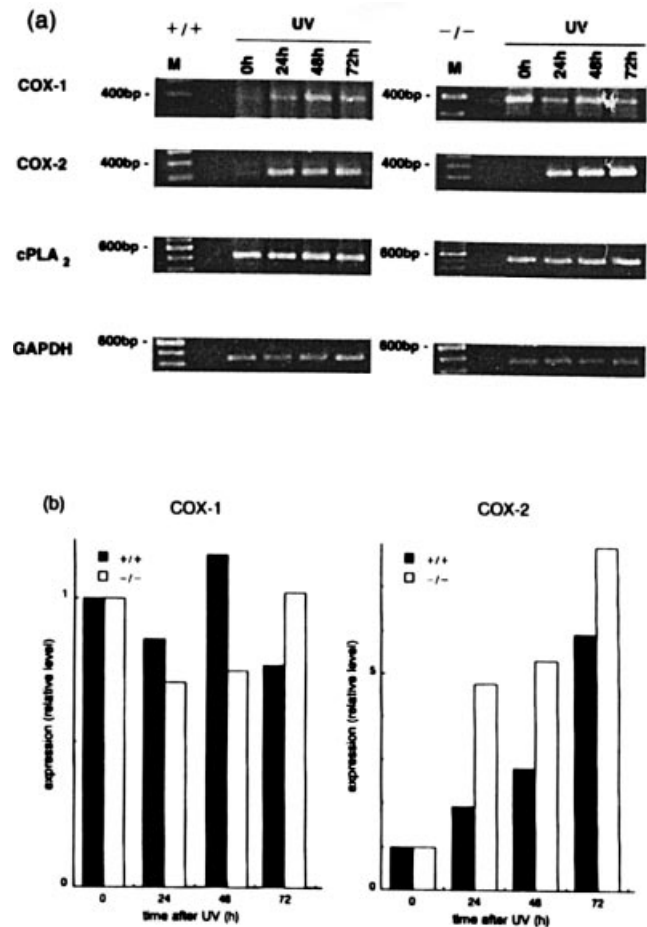 (a)
+/+ UV −/− UV
M 0h 24h 48h 72h M 0h 24h 48h 72h
COX-1 400bp - 400bp -
COX-2 400bp - 400bp -
cPLA 2 600bp - 600bp -
GAPDH 600bp - 600bp -
(b) COX-1 COX-2
+/+ +/+
−/− −/−
1 5
expression (relative level) expression (relative level)
0 0
0 24 48 72 0 24 48 72
time after UV (h) time after UV (h)